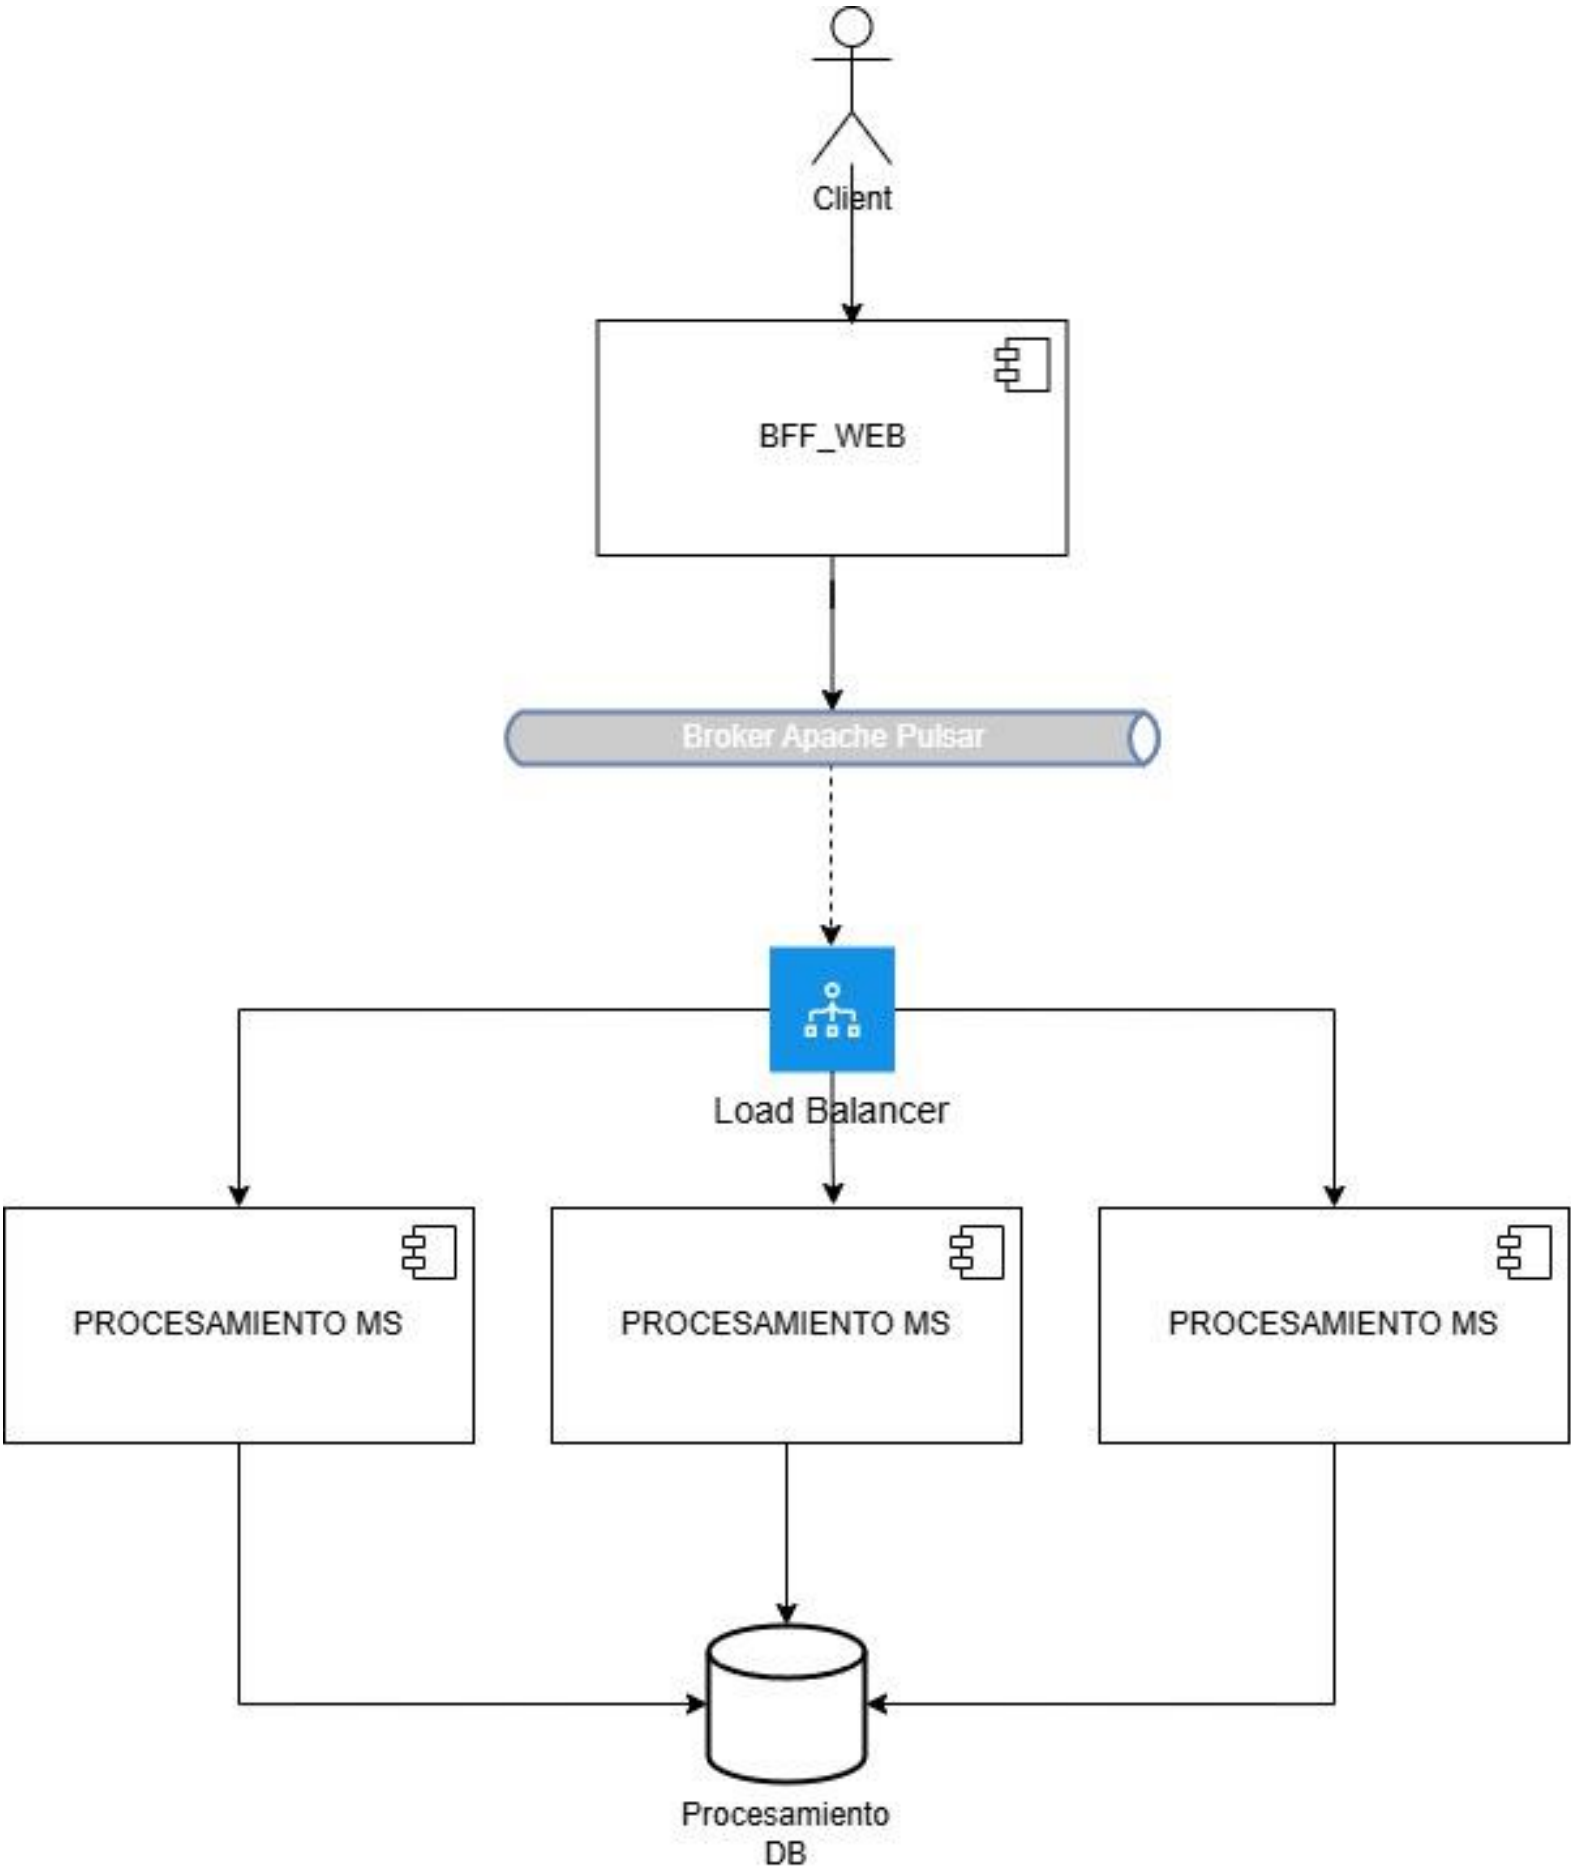 Client
BFF_WEB
Broker Apache Pulsar
Load Balancer
PROCESAMIENTO MS
PROCESAMIENTO MS
PROCESAMIENTO MS
Procesamiento
DB